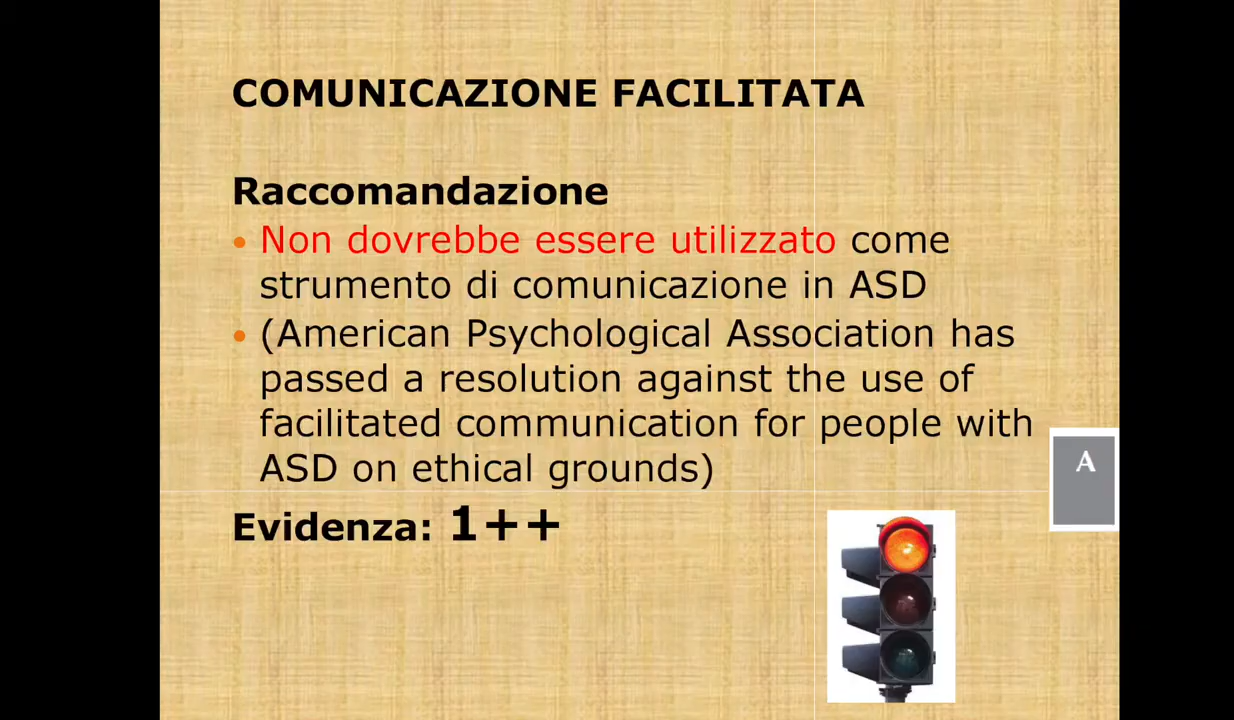 COMUNICAZIONE FACILITATA
Raccomandazione
• Non dovrebbe essere utilizzato come
strumento di comunicazione in ASD
• (American Psychological Association has
passed a resolution against the use of
facilitated communication for people with
ASD on ethical grounds)
A
Evidenza: 1++